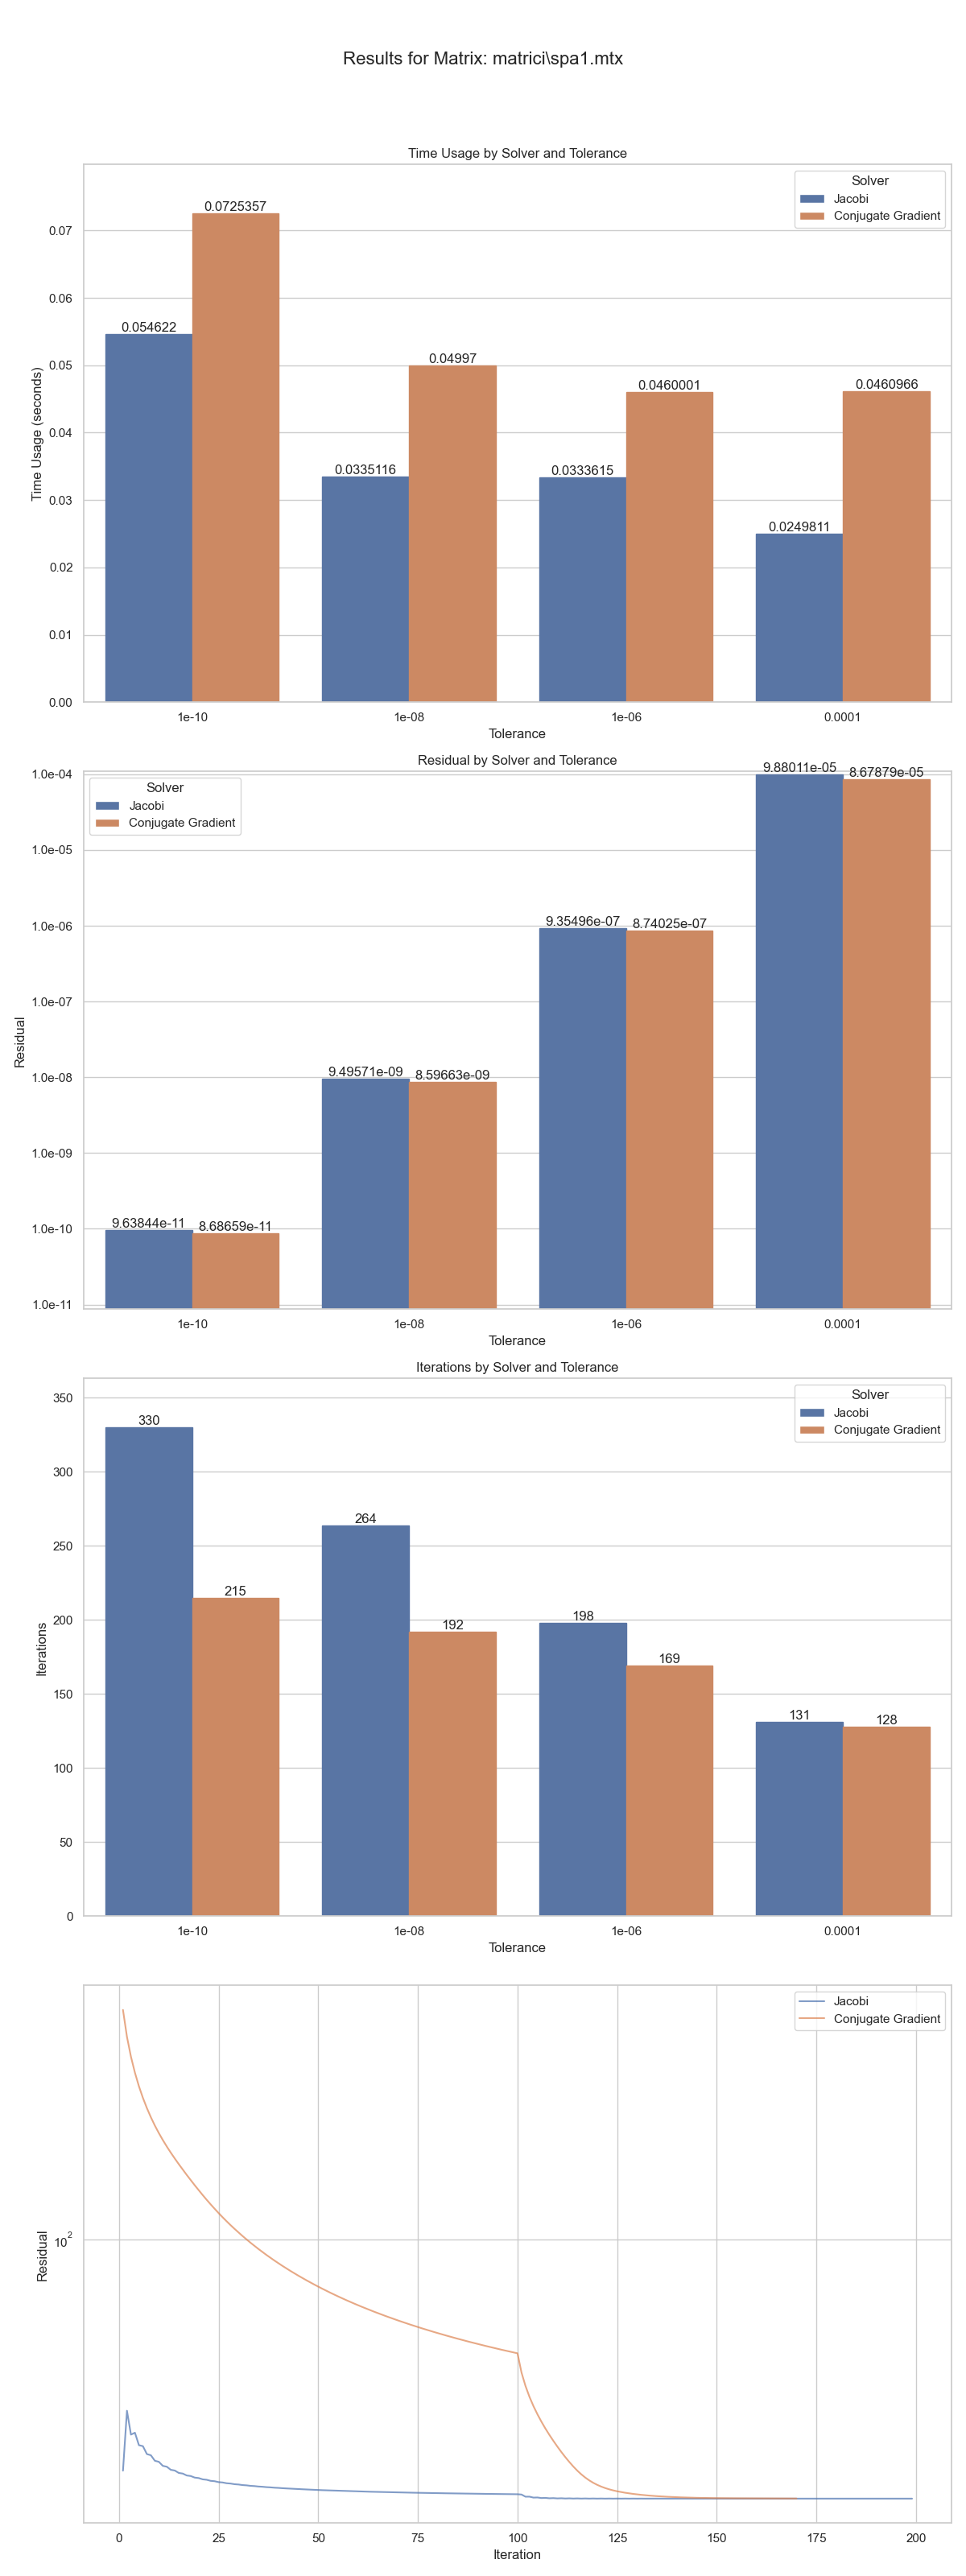 Results for Matrix: matrici\spa1.mtx
Time Usage by Solver and Tolerance
Solver
Jacobi
Conjugate Gradient
0.0725357
0.07
0.06
0.054622
0.05
0.04997
0.0460001
0.0460966
0.04
0.0335116
0.0333615
0.03
0.0249811
0.02
0.01
0.00
Time Usage (seconds)
1e-10
1e-08
1e-06
0.0001
Tolerance
Residual by Solver and Tolerance
Solver
Jacobi
Conjugate Gradient
1.0e-04
9.88011e-05
8.67879e-05
1.0e-05
1.0e-06
9.35496e-07
8.74025e-07
1.0e-07
1.0e-08
9.49571e-09
8.59663e-09
1.0e-09
1.0e-10
9.63844e-11
8.68659e-11
1.0e-11
Residual
1e-10
1e-08
1e-06
0.0001
Tolerance
Iterations by Solver and Tolerance
Solver
Jacobi
Conjugate Gradient
350
330
300
264
250
215
200
192
198
169
150
131
128
100
50
0
Iterations
1e-10
1e-08
1e-06
0.0001
Tolerance
Jacobi
Conjugate Gradient
10^2
Residual
0
25
50
75
100
125
150
175
200
Iteration